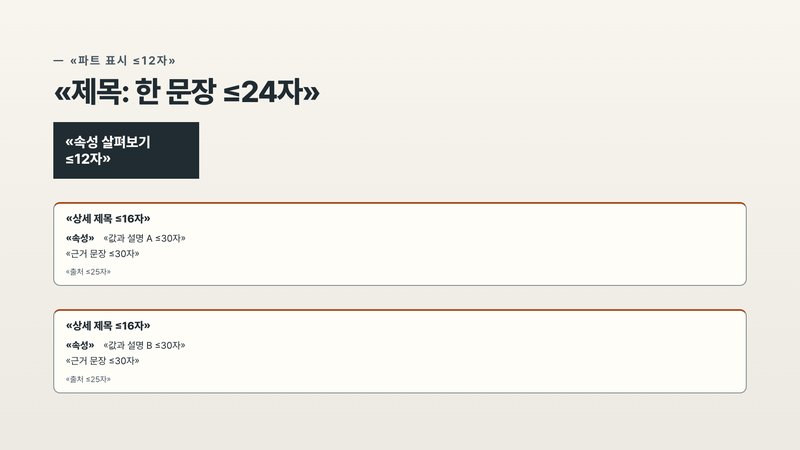 — «파트 표시 ≤12자»
«제목: 한 문장 ≤24자»
«속성 살펴보기
≤12자»
«상세 제목 ≤16자»
«속성» «값과 설명 A ≤30자»
«근거 문장 ≤30자»
«출처 ≤25자»
«상세 제목 ≤16자»
«속성» «값과 설명 B ≤30자»
«근거 문장 ≤30자»
«출처 ≤25자»